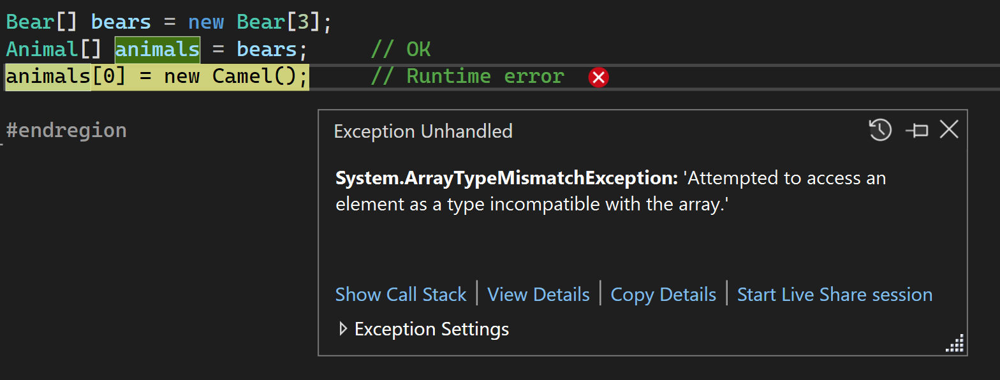 Bear[] bears = new Bear[3];
Animal[] animals = bears;     // OK
animals[0] = new Camel();     // Runtime error
#endregion
Exception Unhandled
System.ArrayTypeMismatchException: 'Attempted to access an
element as a type incompatible with the array.'
Show Call Stack | View Details | Copy Details | Start Live Share session
Exception Settings